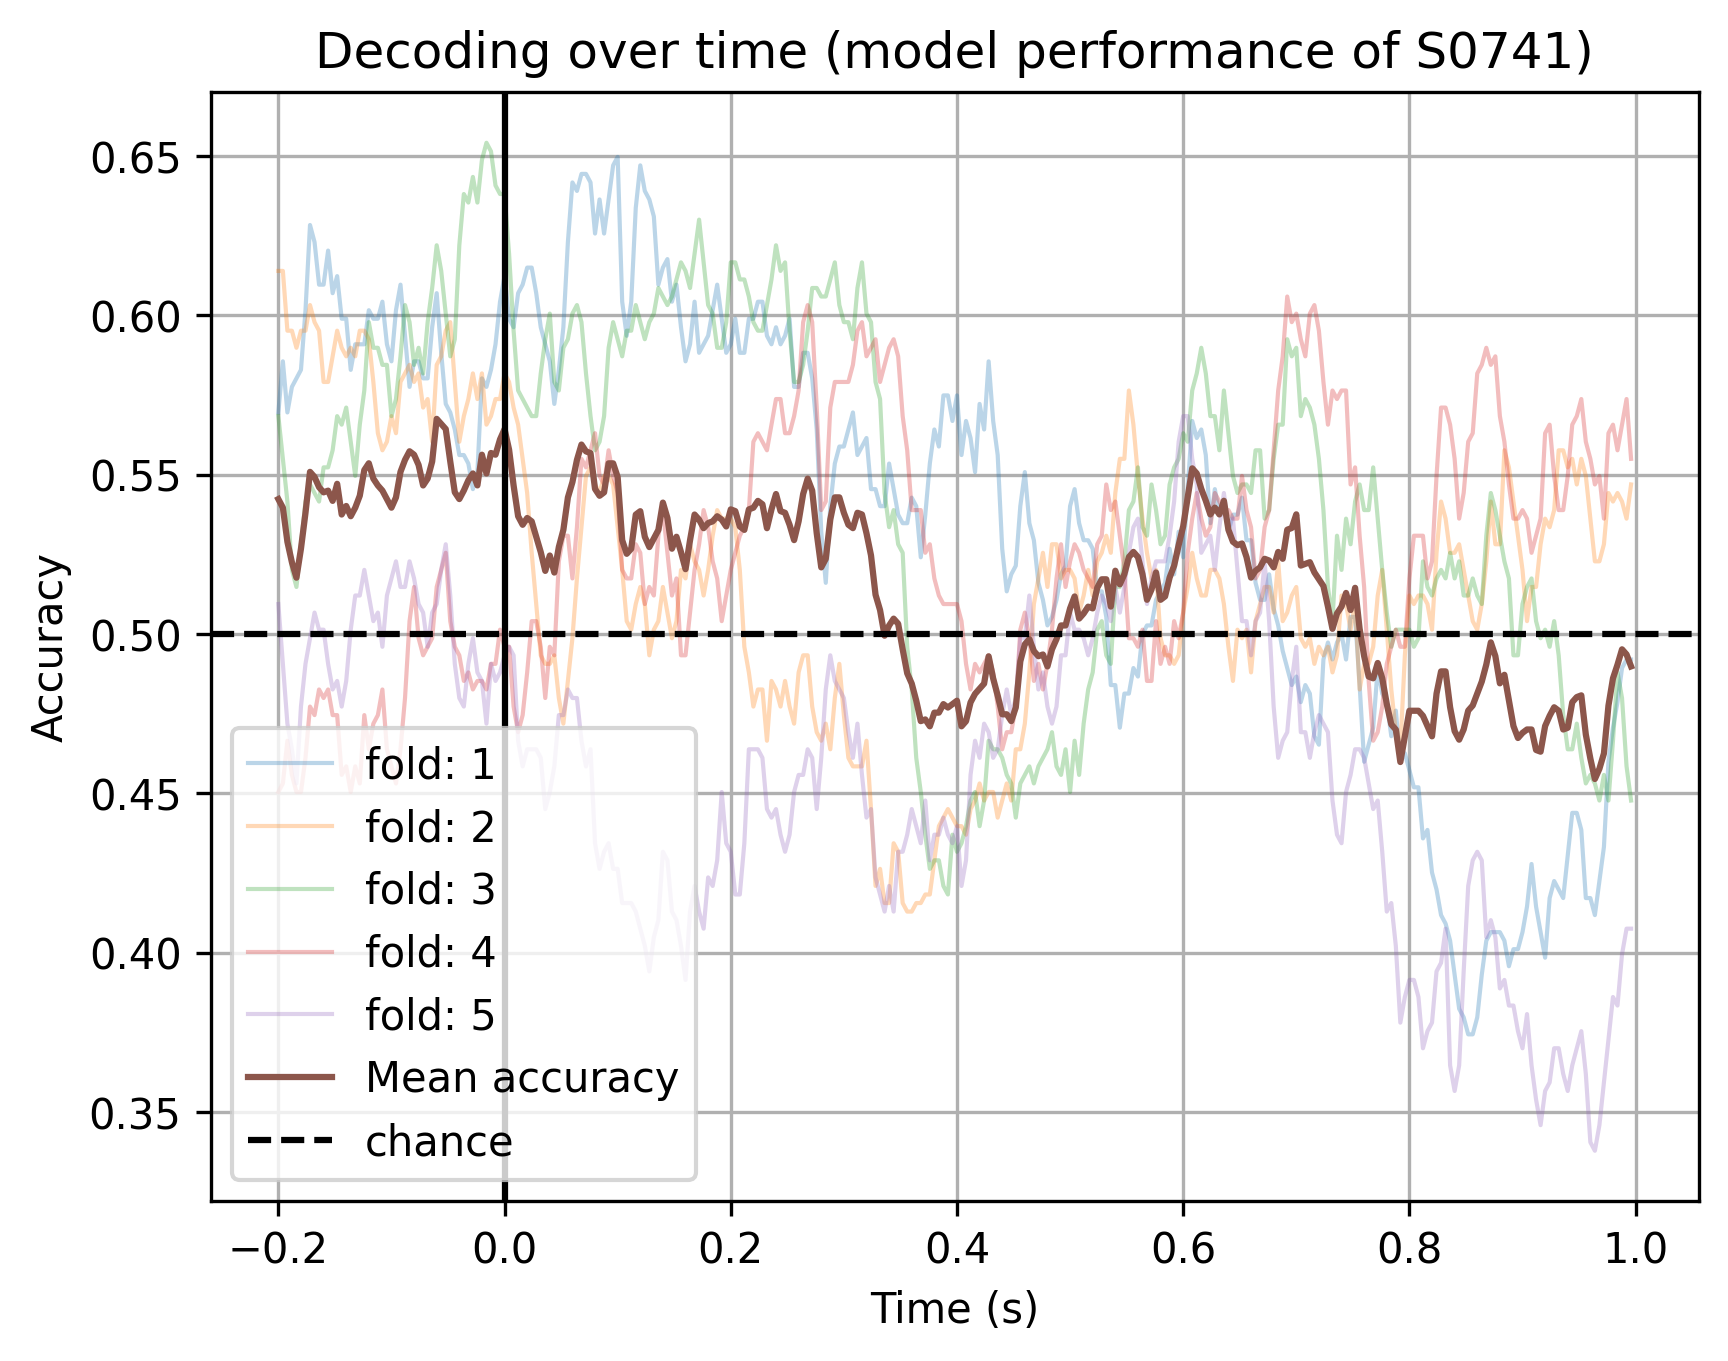 Decoding over time (model performance of S0741)
Accuracy
0.65
0.60
0.55
0.50
0.45
0.40
0.35
fold: 1
fold: 2
fold: 3
fold: 4
fold: 5
Mean accuracy
chance
−0.2 0.0 0.2 0.4 0.6 0.8 1.0
Time (s)